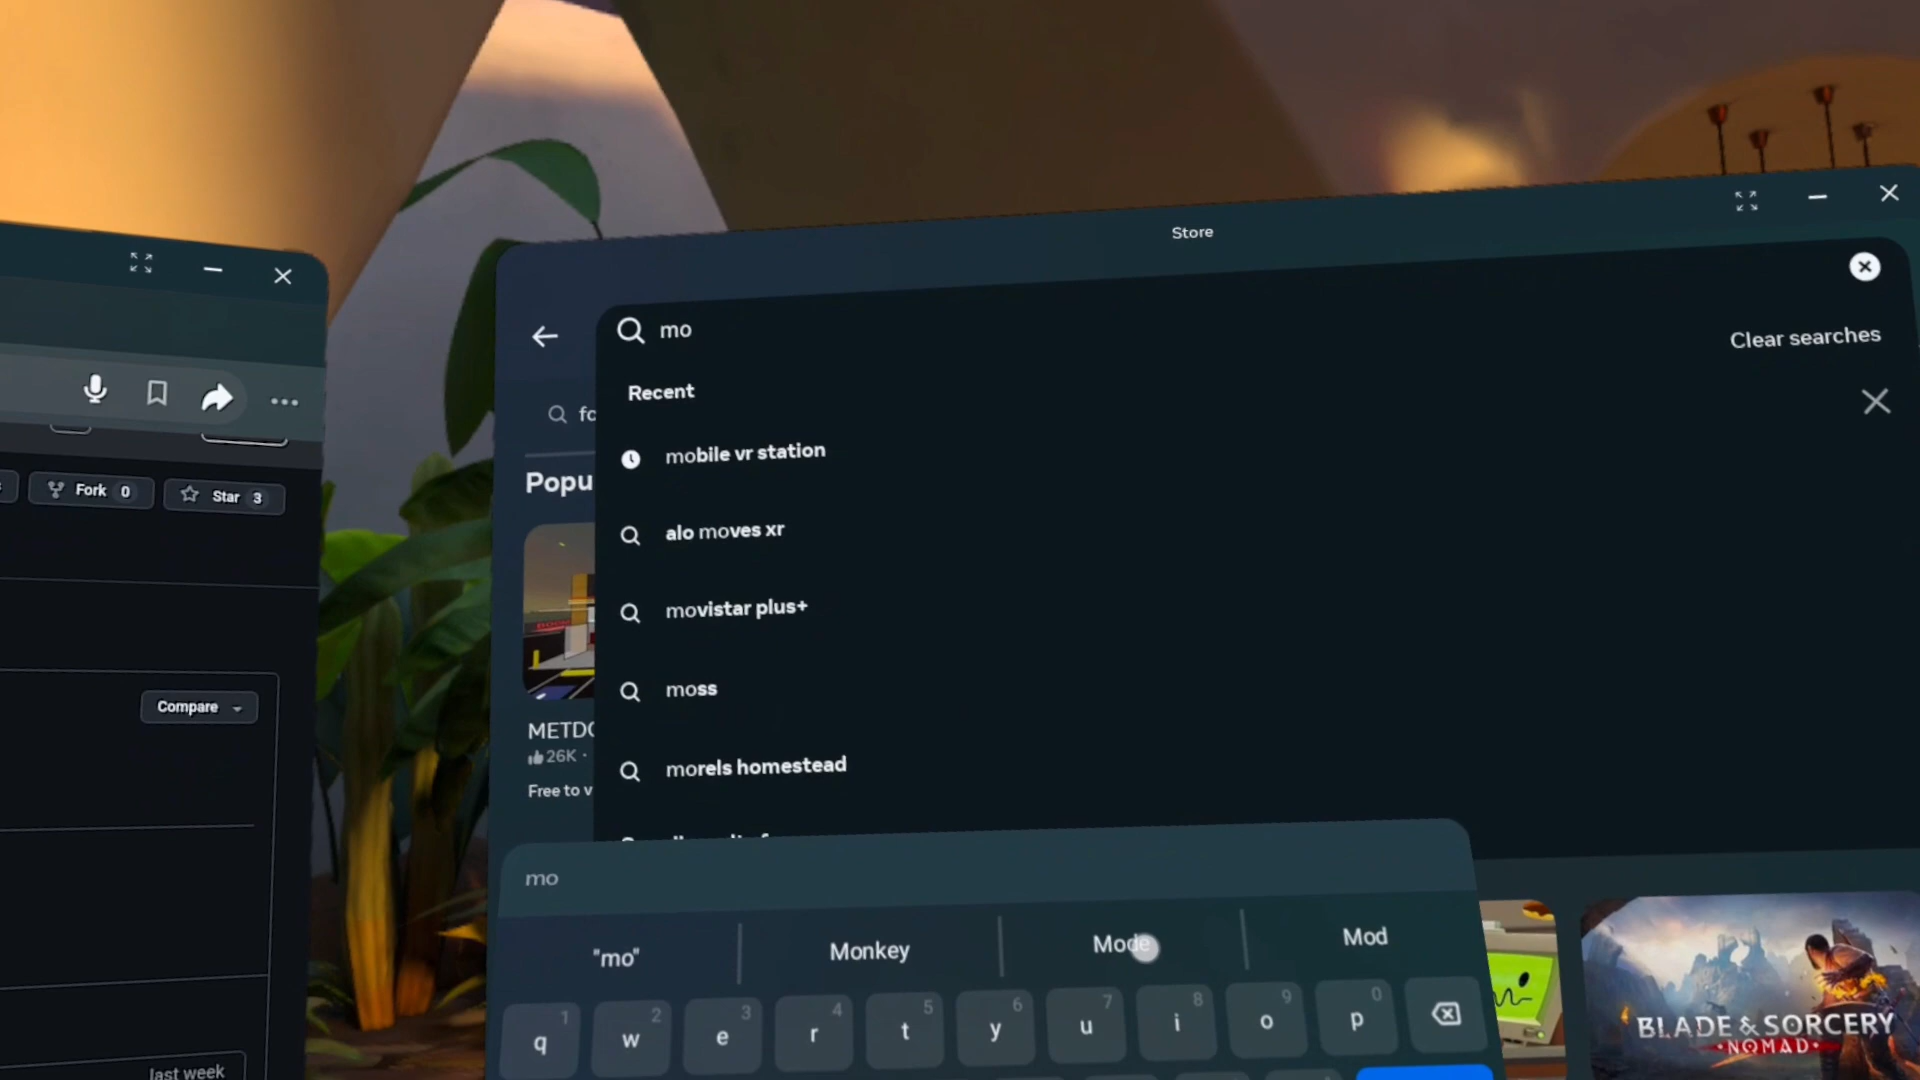 Store
mo
Clear searches
Recent
mobile vr station
alo moves xr
movistar plus+
moss
morels homestead
Fork 0
Star 3
Compare
last week
fo
Popu
METDO
26K ·
Free to v
mo
"mo"
Monkey
Mode
Mod
1 2 3 4 5 6 7 8 9 0
q w e r t y u i o p
BLADE & SORCERY
•NOMAD•